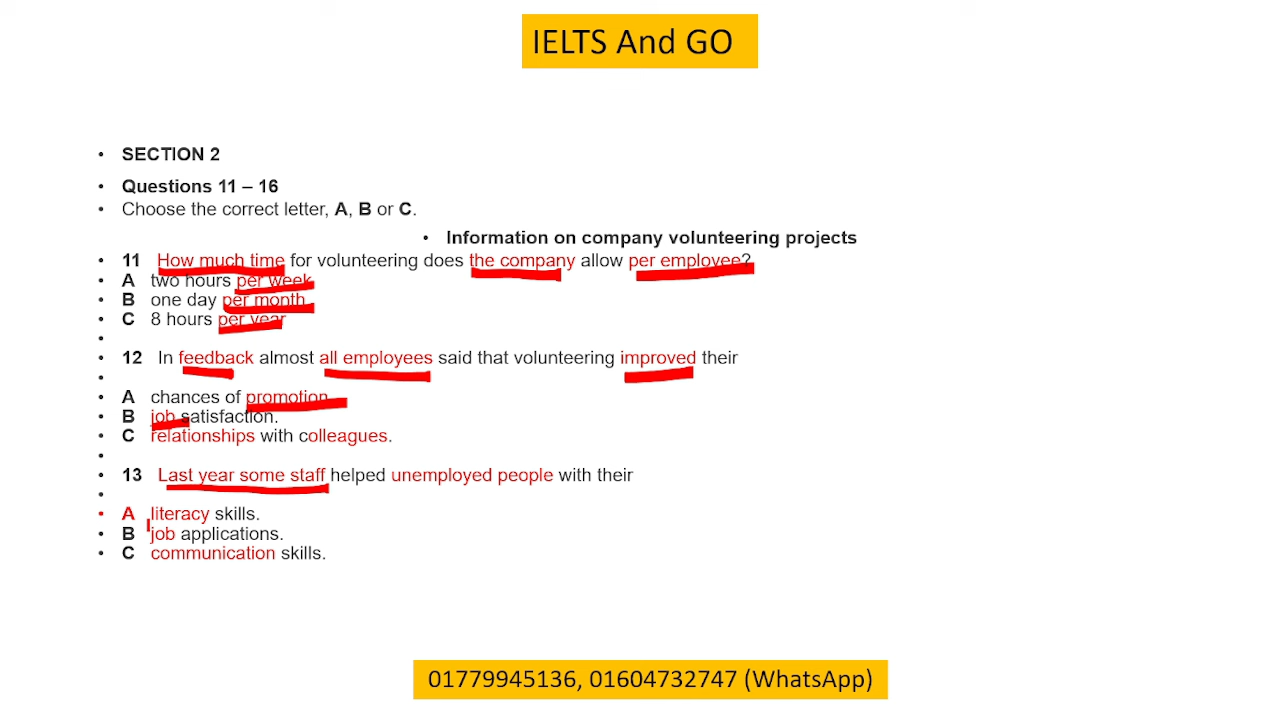 IELTS And GO
• SECTION 2
• Questions 11 – 16
• Choose the correct letter, A, B or C.
• Information on company volunteering projects
• 11 How much time for volunteering does the company allow per employee?
• A two hours per week
• B one day per month
• C 8 hours per year
•
• 12 In feedback almost all employees said that volunteering improved their
•
• A chances of promotion
• B job satisfaction.
• C relationships with colleagues.
•
• 13 Last year some staff helped unemployed people with their
•
• A literacy skills.
• B job applications.
• C communication skills.
01779945136, 01604732747 (WhatsApp)